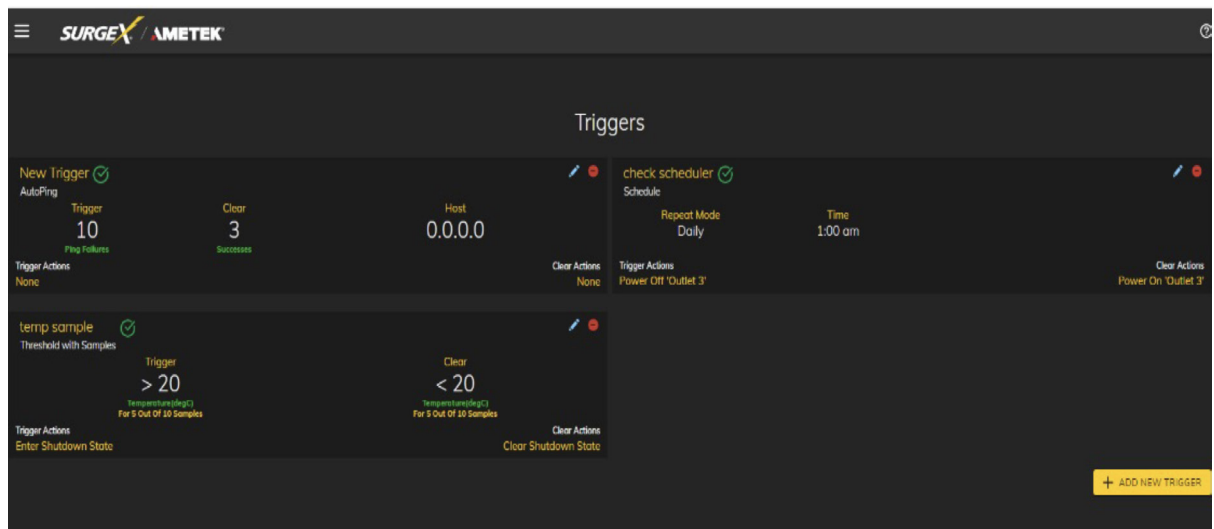 SURGEX / AMETEK
Triggers
New Trigger
AutoPing
Trigger Clear Host
10 3 0.0.0.0
Ping Failures Successes
Trigger Actions Clear Actions
None None
check scheduler
Schedule
Repeat Mode Time
Daily 1:00 am
Trigger Actions Clear Actions
Power Off 'Outlet 3' Power On 'Outlet 3'
temp sample
Threshold with Samples
Trigger Clear
> 20 < 20
Temperature(degC) Temperature(degC)
For 5 Out Of 10 Samples For 5 Out Of 10 Samples
Trigger Actions Clear Actions
Enter Shutdown State Clear Shutdown State
+ ADD NEW TRIGGER